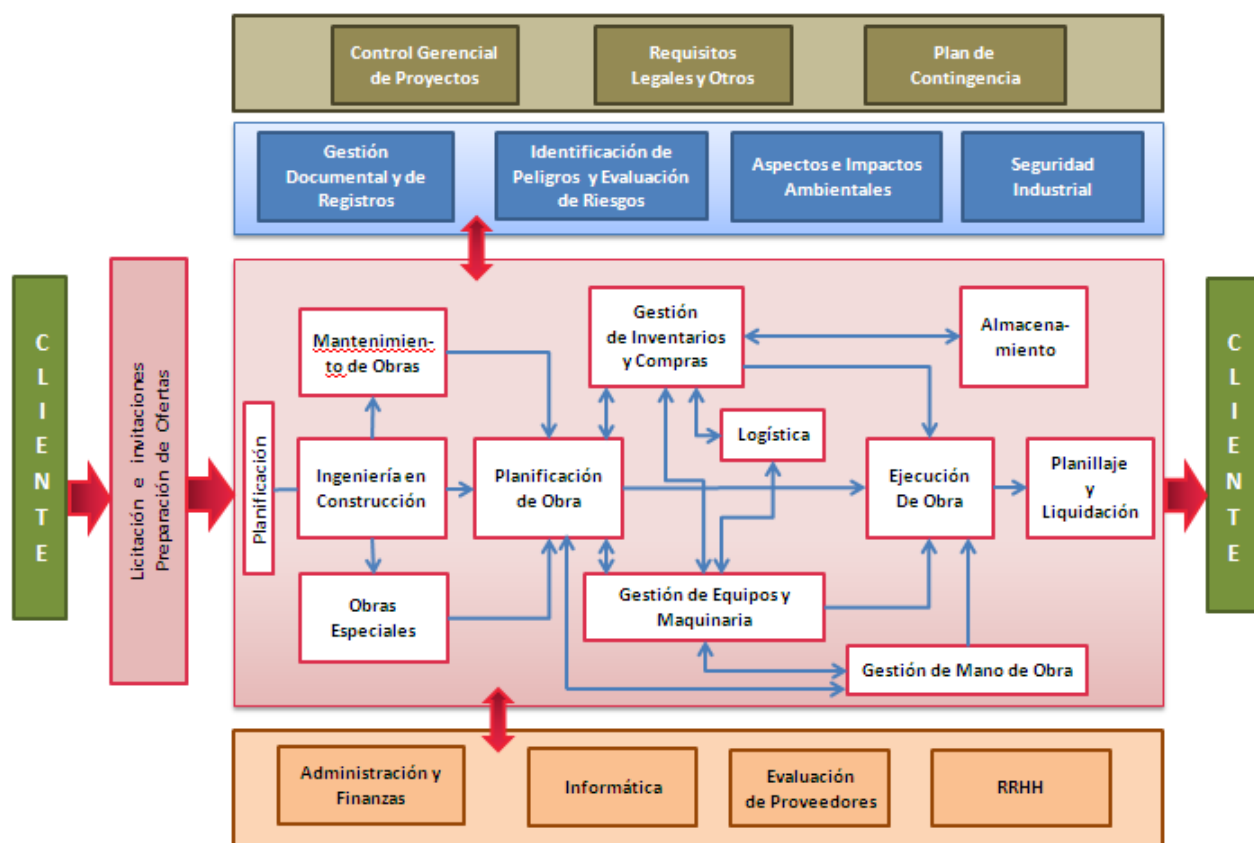 Control Gerencial
de Proyectos
Requisitos
Legales y Otros
Plan de
Contingencia
Gestión
Documental y de
Registros
Identificación de
Peligros y Evaluación
de Riesgos
Aspectos e Impactos
Ambientales
Seguridad
Industrial
CLIENTE
Licitación e invitaciones
Preparación de Ofertas
Planificación
Mantenimien-
to de Obras
Ingeniería en
Construcción
Obras
Especiales
Planificación
de Obra
Gestión
de Inventarios
y Compras
Logística
Gestión de Equipos y
Maquinaria
Almacena-
miento
Ejecución
De Obra
Gestión de Mano de Obra
Planillaje
y
Liquidación
CLIENTE
Administración y
Finanzas
Informática
Evaluación
de Proveedores
RRHH